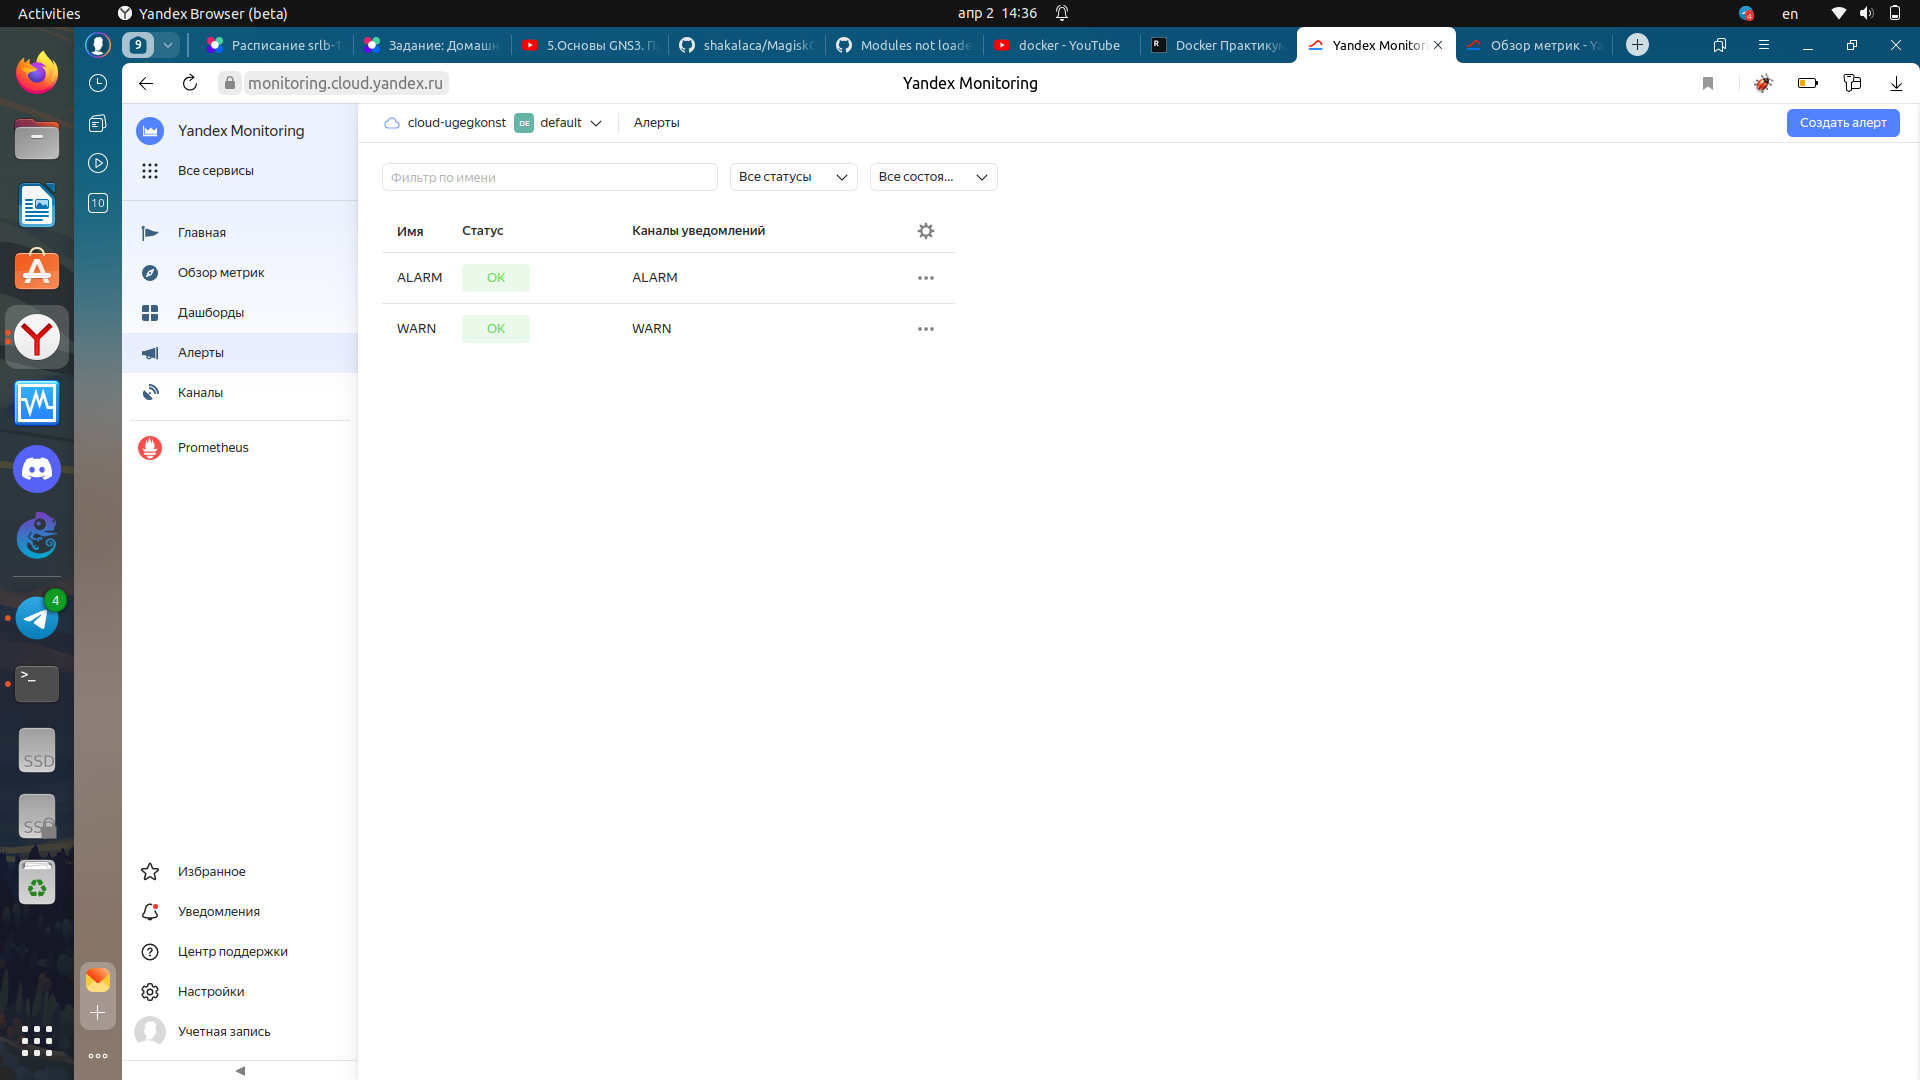 Activities
Yandex Browser (beta)
апр 2 14:36
en
9
Расписание srlb-1
Задание: Домашн
5.Основы GNS3. П
shakalaca/MagiskO
Modules not loade
docker - YouTube
Docker Практикум
Yandex Monitor
Обзор метрик - Ya
monitoring.cloud.yandex.ru
Yandex Monitoring
10
Yandex Monitoring
Все сервисы
Главная
Обзор метрик
Дашборды
Алерты
Каналы
Prometheus
Избранное
Уведомления
Центр поддержки
Настройки
Учетная запись
cloud-ugegkonst
DE
default
Алерты
Создать алерт
Фильтр по имени
Все статусы
Все состоя...
Имя Статус Каналы уведомлений
ALARM OK ALARM
WARN OK WARN
4
>_
SSD
SSD